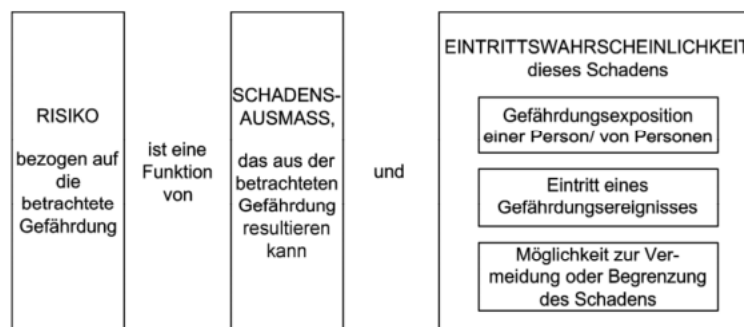 RISIKO
bezogen auf
die
betrachtete
Gefährdung
ist eine
Funktion
von
SCHADENS-
AUSMASS,
das aus der
betrachteten
Gefährdung
resultieren
kann
und
EINTRITTSWAHRSCHEINLICHKEIT
dieses Schadens
Gefährdungsexposition
einer Person/ von Personen
Eintritt eines
Gefährdungsereignisses
Möglichkeit zur Ver-
meidung oder Begrenzung
des Schadens